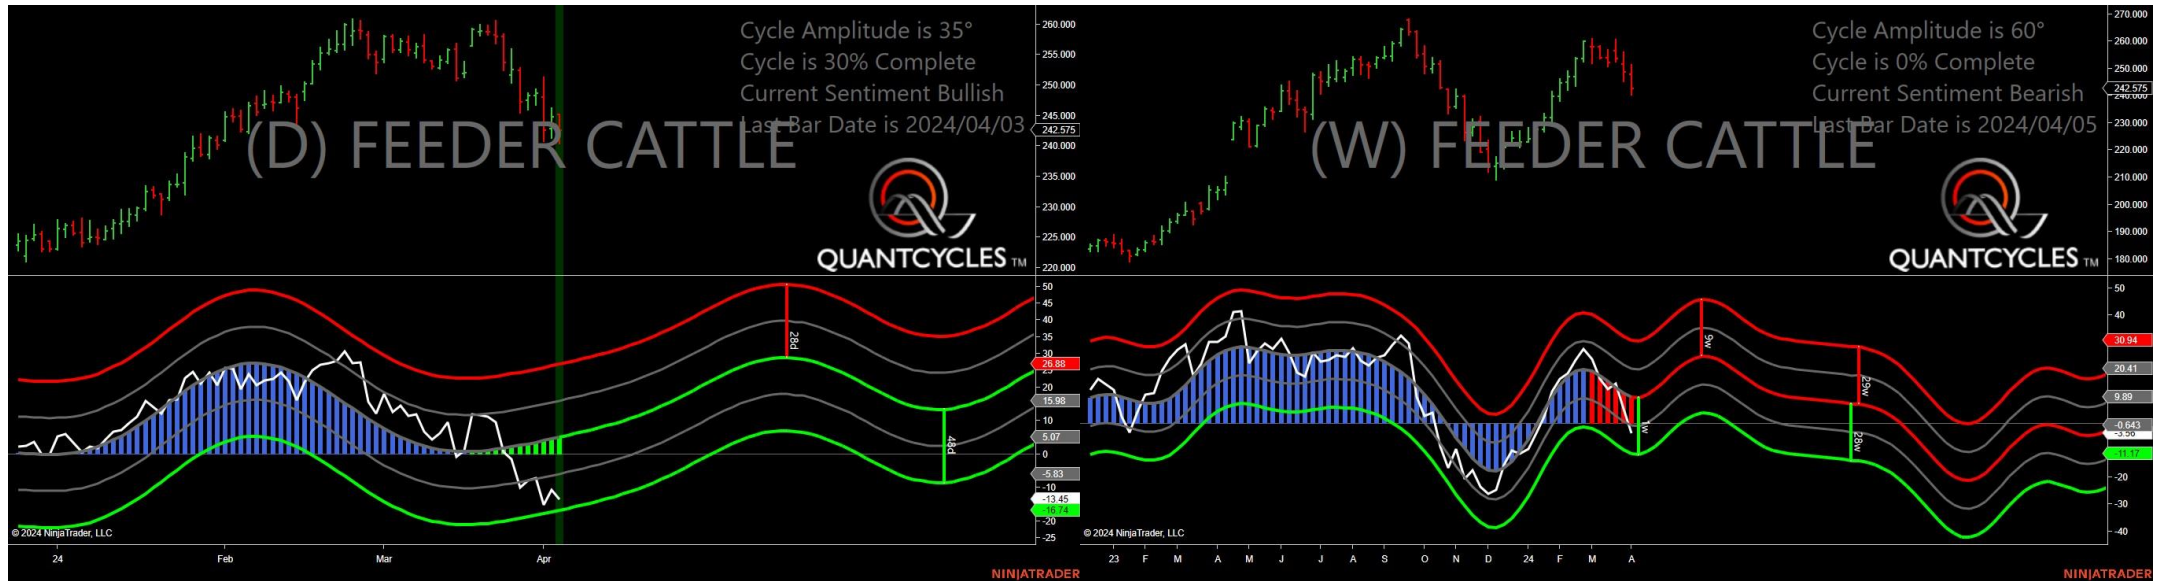 Cycle Amplitude is 35°
Cycle is 30% Complete
Current Sentiment Bullish
Last Bar Date is 2024/04/03
(D) FEEDER CATTLE
QUANTCYCLES TM
260.000
255.000
250.000
245.000
242.575
240.000
235.000
230.000
225.000
220.000
28d
48d
50
45
40
35
30
26.88
25
20
15.98
10
5.07
0
-5.83
-10
-13.45
-16.74
-20
-25
© 2024 NinjaTrader, LLC
24 Feb Mar Apr
NINJATRADER
Cycle Amplitude is 60°
Cycle is 0% Complete
Current Sentiment Bearish
Last Bar Date is 2024/04/05
(W) FEEDER CATTLE
QUANTCYCLES TM
270.000
260.000
250.000
242.575
240.000
230.000
220.000
210.000
200.000
190.000
180.000
9w
29w
1w
28w
50
40
30.94
20.41
9.89
-0.643
-3.56
-11.17
-20
-30
-40
© 2024 NinjaTrader, LLC
23 F M A M J J A S O N D 24 F M A
NINJATRADER